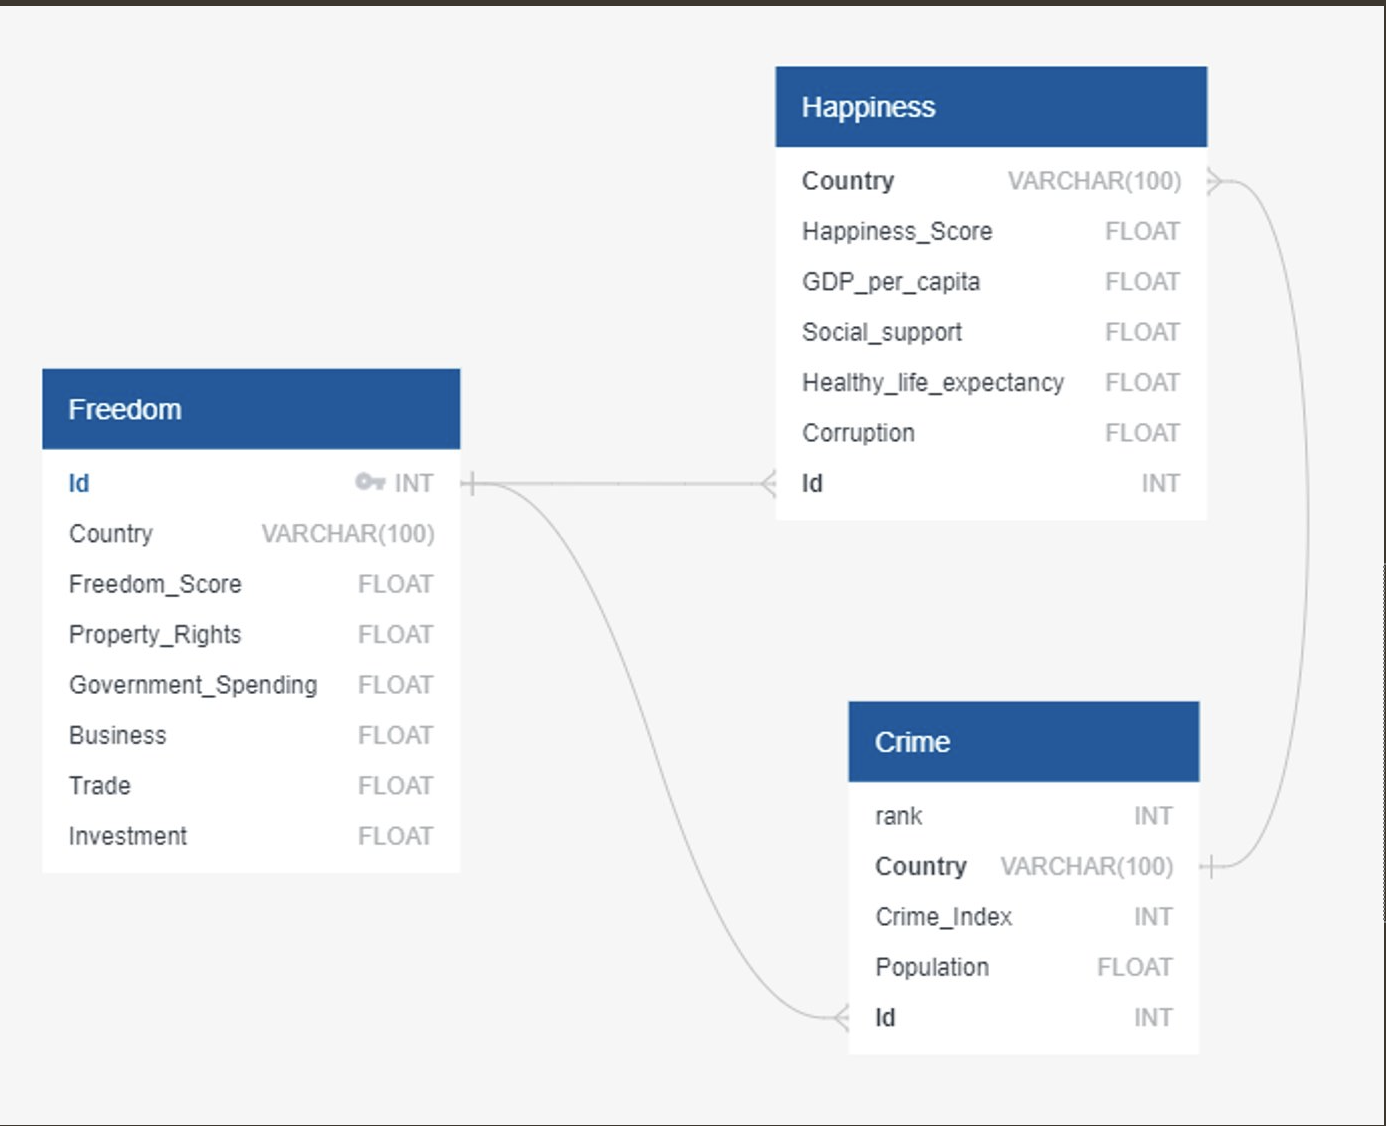 Happiness
Country VARCHAR(100)
Happiness_Score FLOAT
GDP_per_capita FLOAT
Social_support FLOAT
Healthy_life_expectancy FLOAT
Corruption FLOAT
Id INT
Freedom
Id INT
Country VARCHAR(100)
Freedom_Score FLOAT
Property_Rights FLOAT
Government_Spending FLOAT
Business FLOAT
Trade FLOAT
Investment FLOAT
Crime
rank INT
Country VARCHAR(100)
Crime_Index INT
Population FLOAT
Id INT